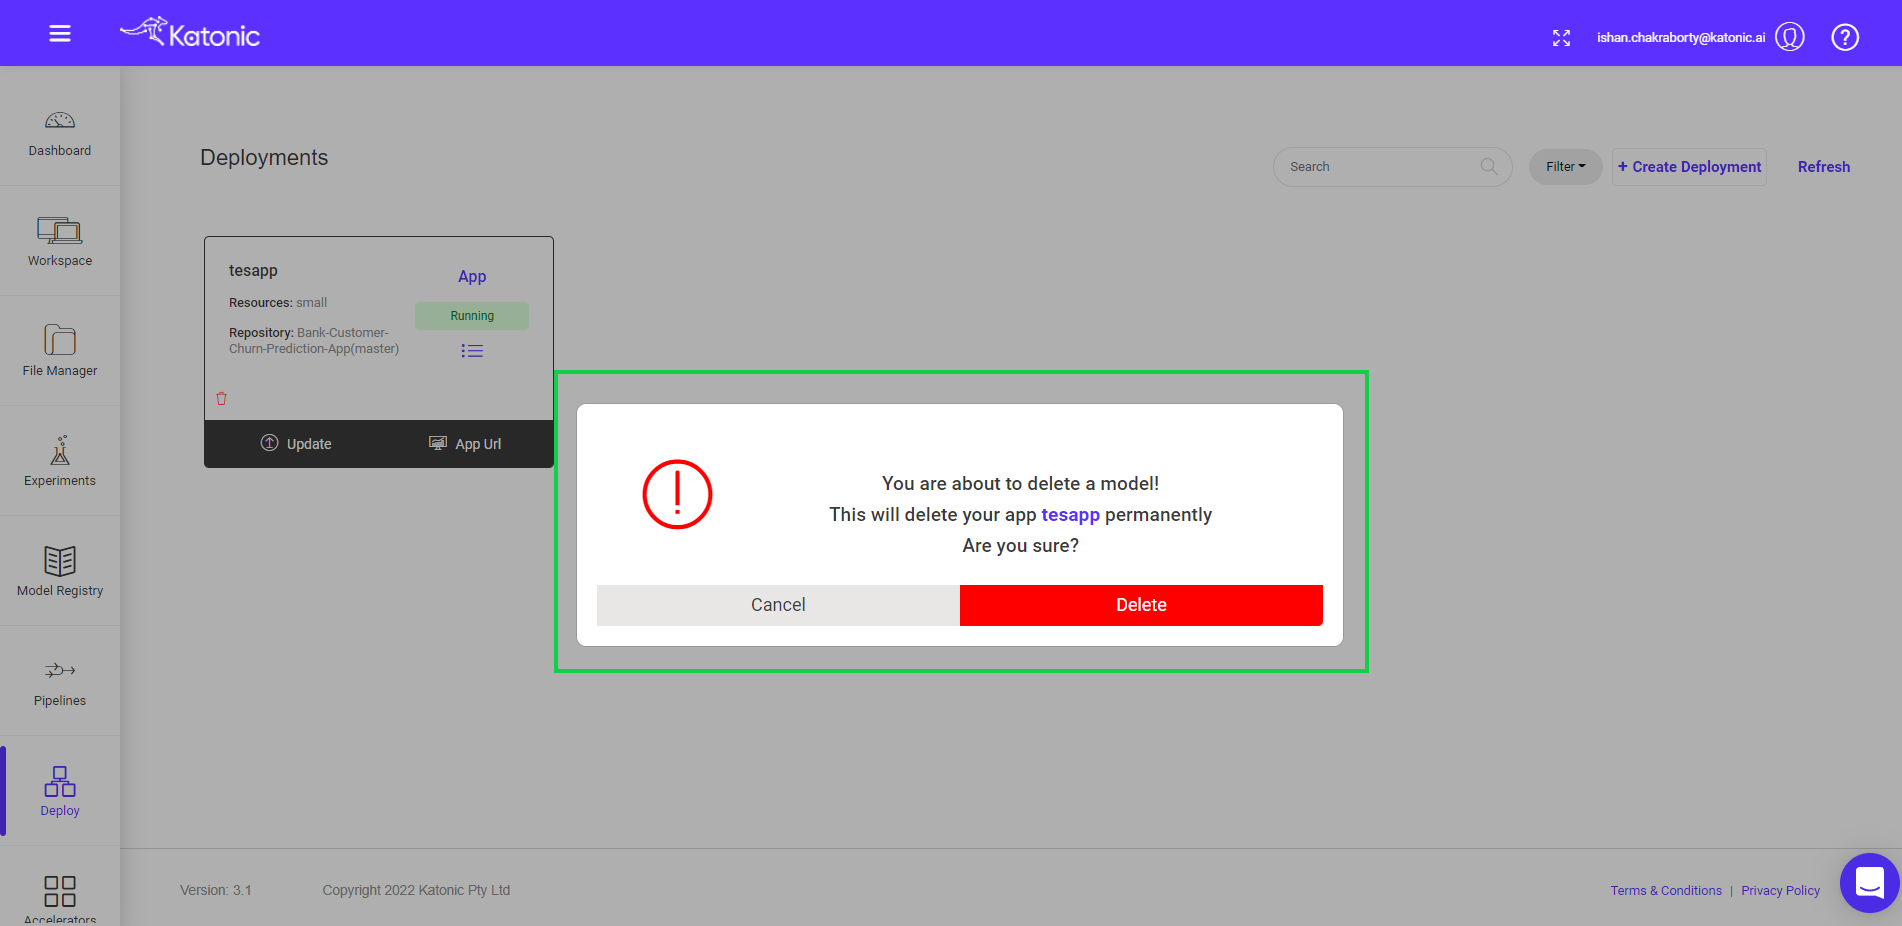 Katonic
ishan.chakraborty@katonic.ai
?
Dashboard
Workspace
File Manager
Experiments
Model Registry
Pipelines
Deploy
Accelerators
Deployments
Search
Filter
+ Create Deployment
Refresh
tesapp
App
Resources: small
Running
Repository: Bank-Customer-
Churn-Prediction-App(master)
Update
App Url
You are about to delete a model!
This will delete your app tesapp permanently
Are you sure?
Cancel
Delete
Version: 3.1
Copyright 2022 Katonic Pty Ltd
Terms & Conditions | Privacy Policy